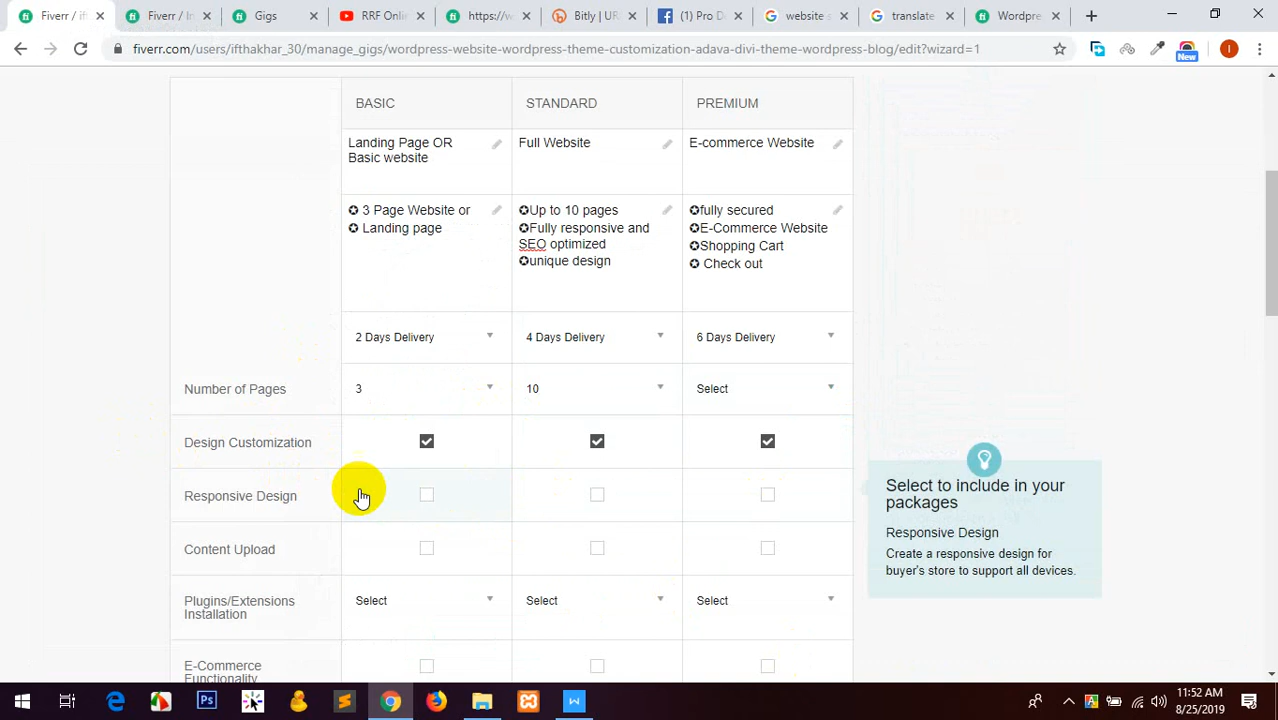 Fiverr / ift
Fiverr / In
Gigs
RRF Onli
https://w
Bitly | UR
(1) Pro D
website g
translate
Wordpre
fiverr.com/users/ifthakhar_30/manage_gigs/wordpress-website-wordpress-theme-customization-adava-divi-theme-wordpress-blog/edit?wizard=1
New
I
BASIC
STANDARD
PREMIUM
Landing Page OR
Basic website
Full Website
E-commerce Website
✪ 3 Page Website or
✪ Landing page
✪Up to 10 pages
✪Fully responsive and
SEO optimized
✪unique design
✪fully secured
✪E-Commerce Website
✪Shopping Cart
✪ Check out
2 Days Delivery
4 Days Delivery
6 Days Delivery
Number of Pages
3
10
Select
Design Customization
Responsive Design
Content Upload
Plugins/Extensions
Installation
Select
Select
Select
E-Commerce
Functionality
Select to include in your
packages
Responsive Design
Create a responsive design for
buyer's store to support all devices.
11:52 AM
8/25/2019